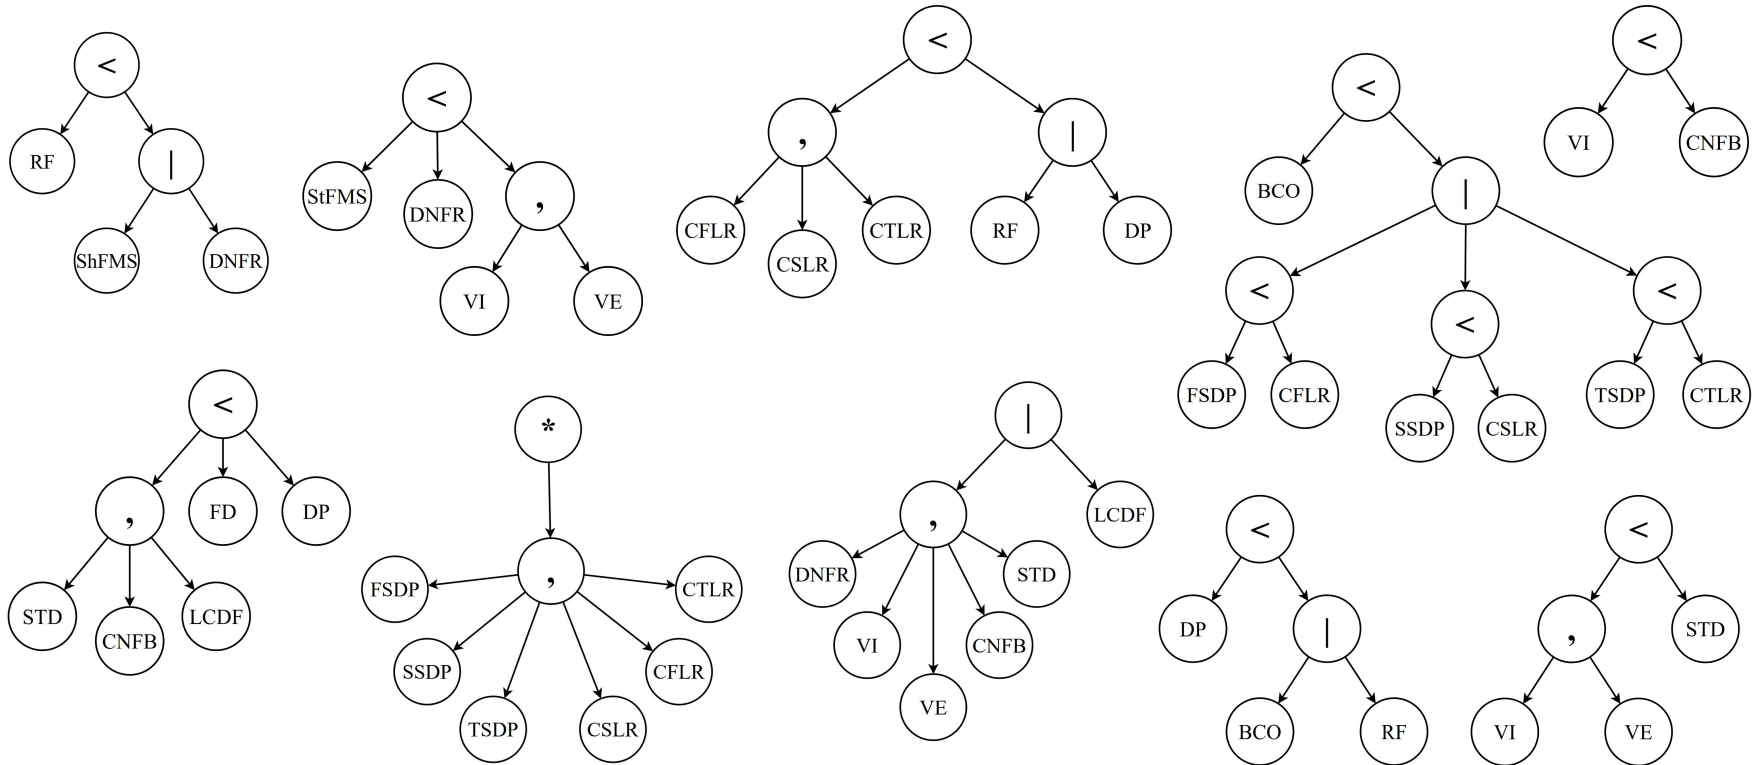 <
RF
|
ShFMS
DNFR
<
StFMS
DNFR
,
VI
VE
<
,
|
CFLR
CSLR
CTLR
RF
DP
<
BCO
|
<
<
<
FSDP
CFLR
SSDP
CSLR
TSDP
CTLR
<
VI
CNFB
<
,
FD
DP
STD
CNFB
LCDF
*
,
FSDP
SSDP
TSDP
CSLR
CFLR
CTLR
|
,
LCDF
DNFR
VI
VE
CNFB
STD
<
DP
|
BCO
RF
<
,
STD
VI
VE